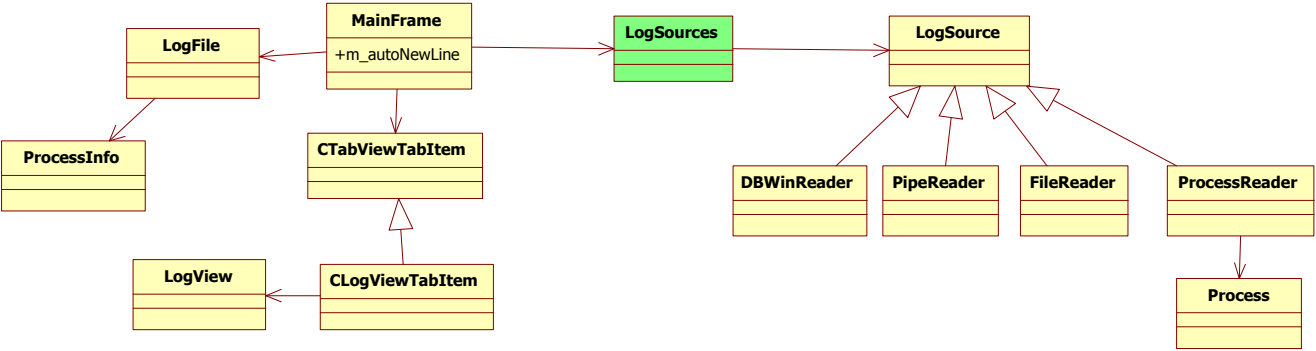 MainFrame
+m_autoNewLine
LogFile
LogSources
LogSource
ProcessInfo
CTabViewTabItem
DBWinReader
PipeReader
FileReader
ProcessReader
LogView
CLogViewTabItem
Process